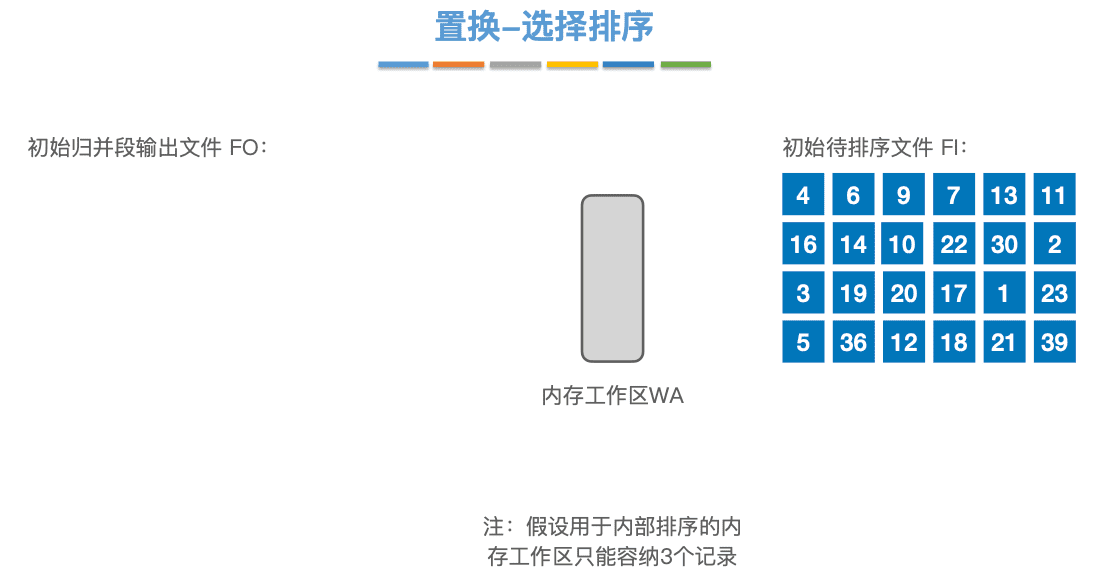 置换–选择排序
初始归并段输出文件 FO：
初始待排序文件 FI：
4 6 9 7 13 11
16 14 10 22 30 2
3 19 20 17 1 23
5 36 12 18 21 39
内存工作区WA
注：假设用于内部排序的内
存工作区只能容纳3个记录